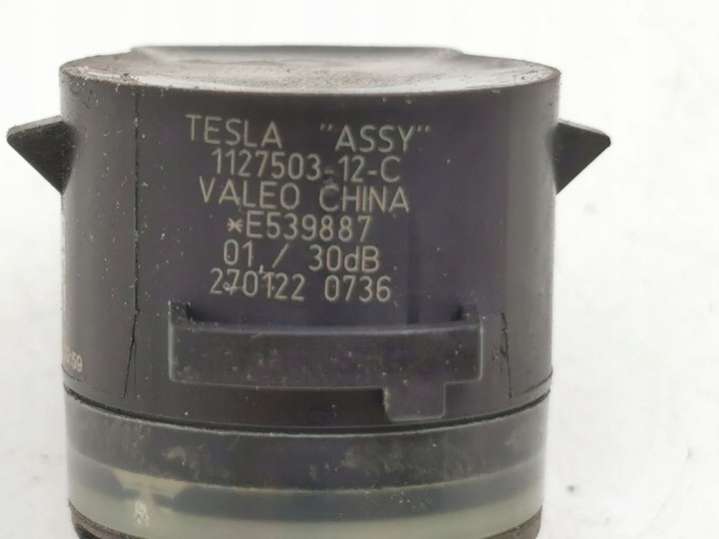 TESLA "ASSY"
1127503-12-C
VALEO CHINA
*E539887
01 / 30dB
270122 0736